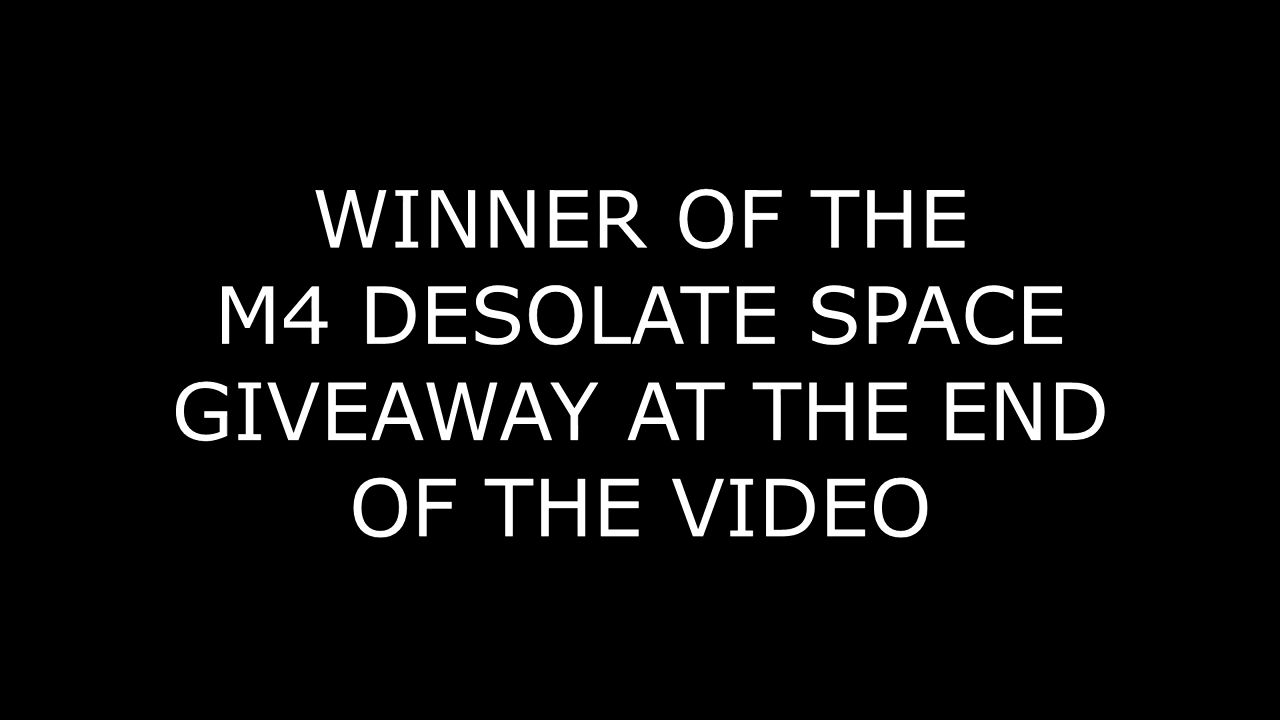 WINNER OF THE
M4 DESOLATE SPACE
GIVEAWAY AT THE END
OF THE VIDEO